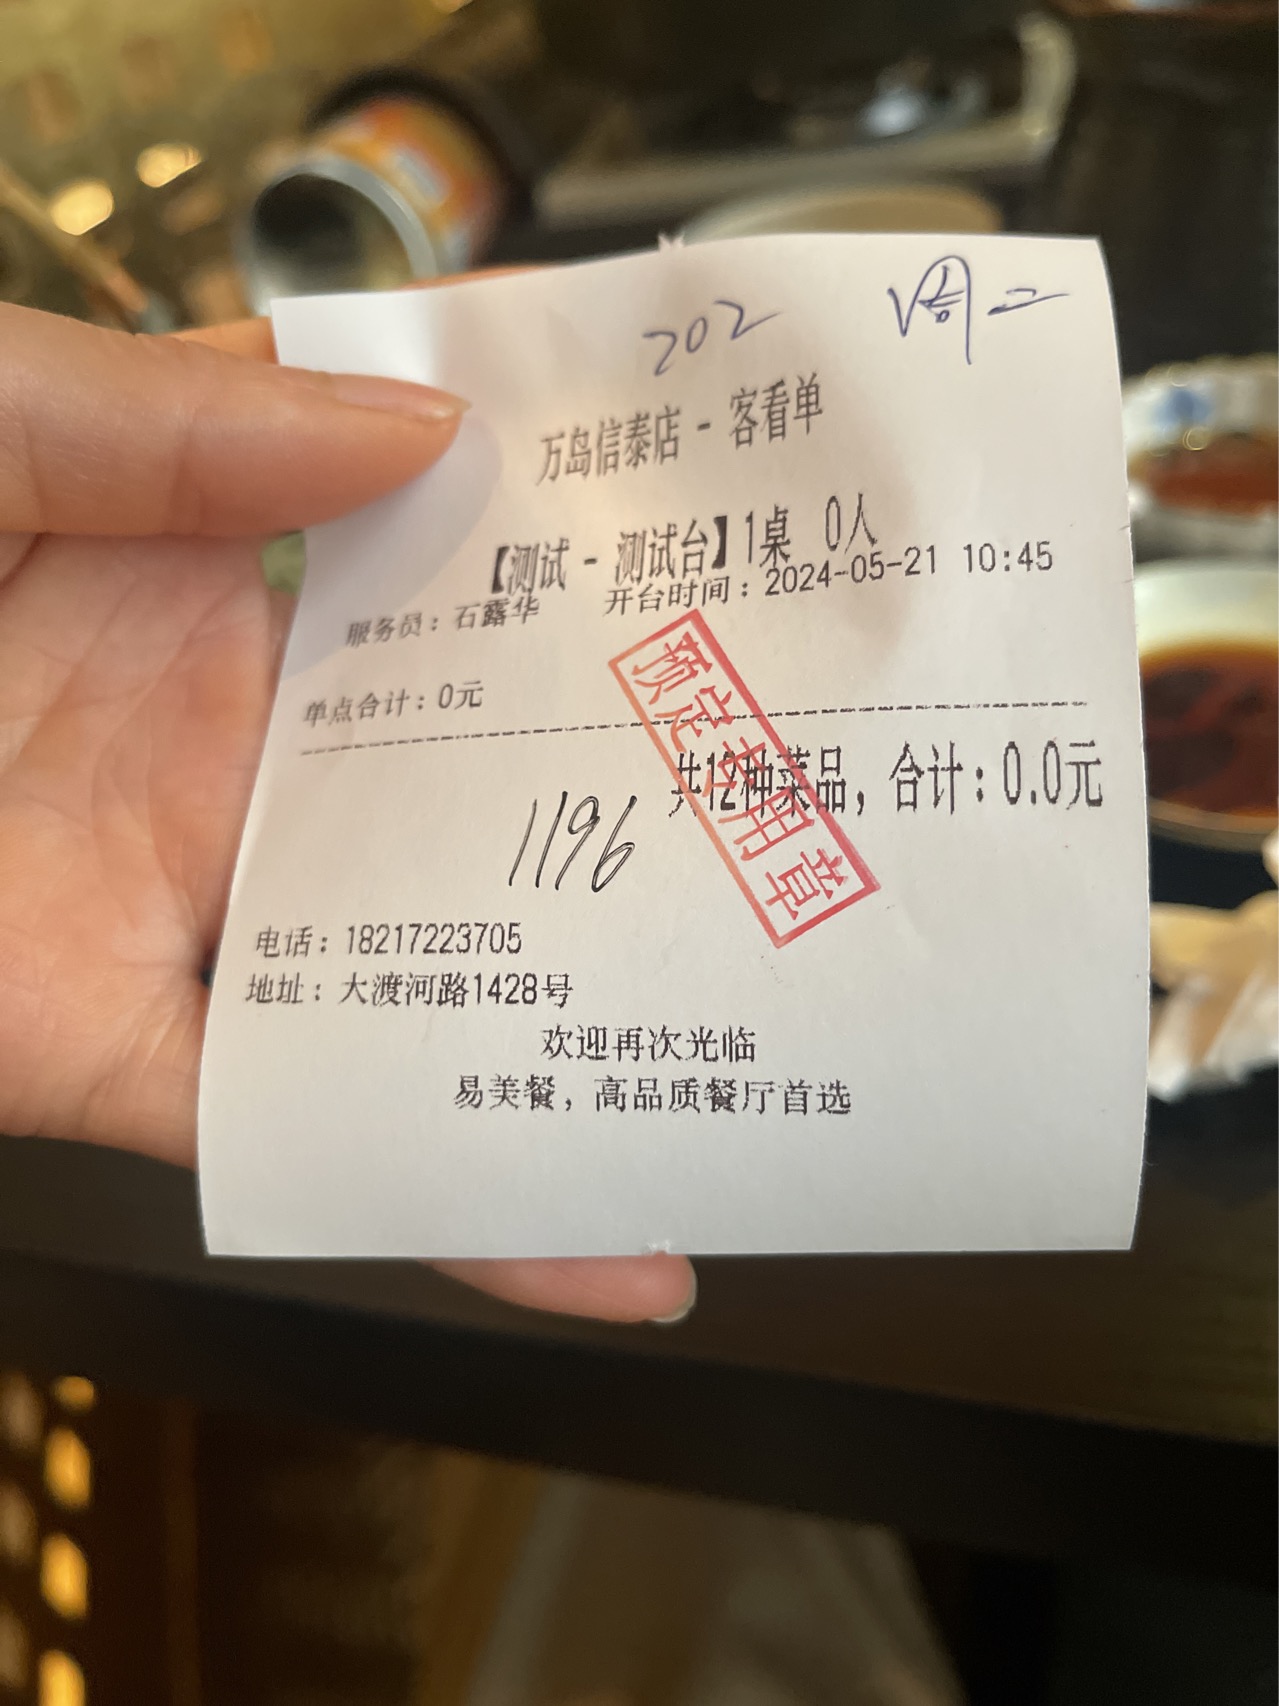 202 周二
万岛信泰店 - 客看单
【测试 - 测试台】1桌 0人
服务员：石露华 开台时间：2024-05-21 10:45
单点合计：0元
共12种菜品，合计：0.0元
预定专用章
1196
电话：18217223705
地址：大渡河路1428号
欢迎再次光临
易美餐，高品质餐厅首选